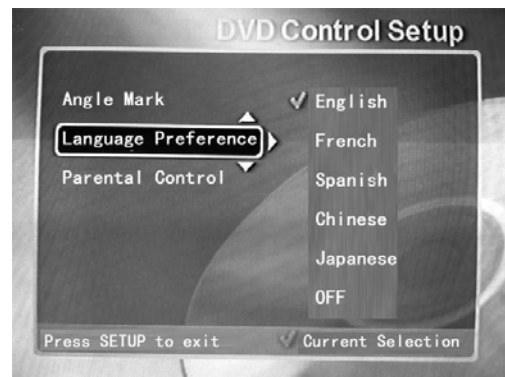 DVD Control Setup
Angle Mark
Language Preference
Parental Control
English
French
Spanish
Chinese
Japanese
OFF
Press SETUP to exit
Current Selection